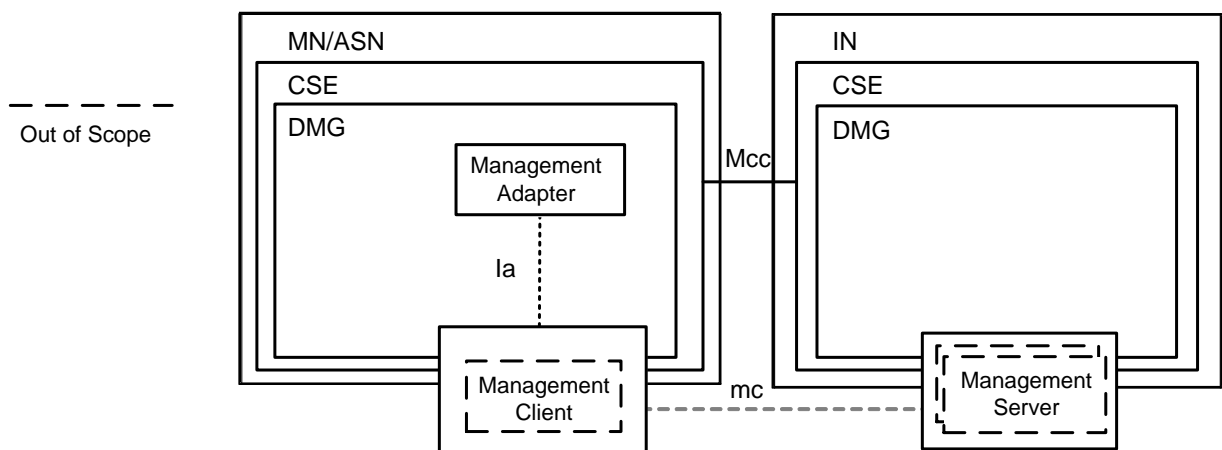 MN/ASN
IN
CSE
CSE
DMG
DMG
Out of Scope
Mcc
Management
Adapter
Ia
Management
Client
mc
Management
Server